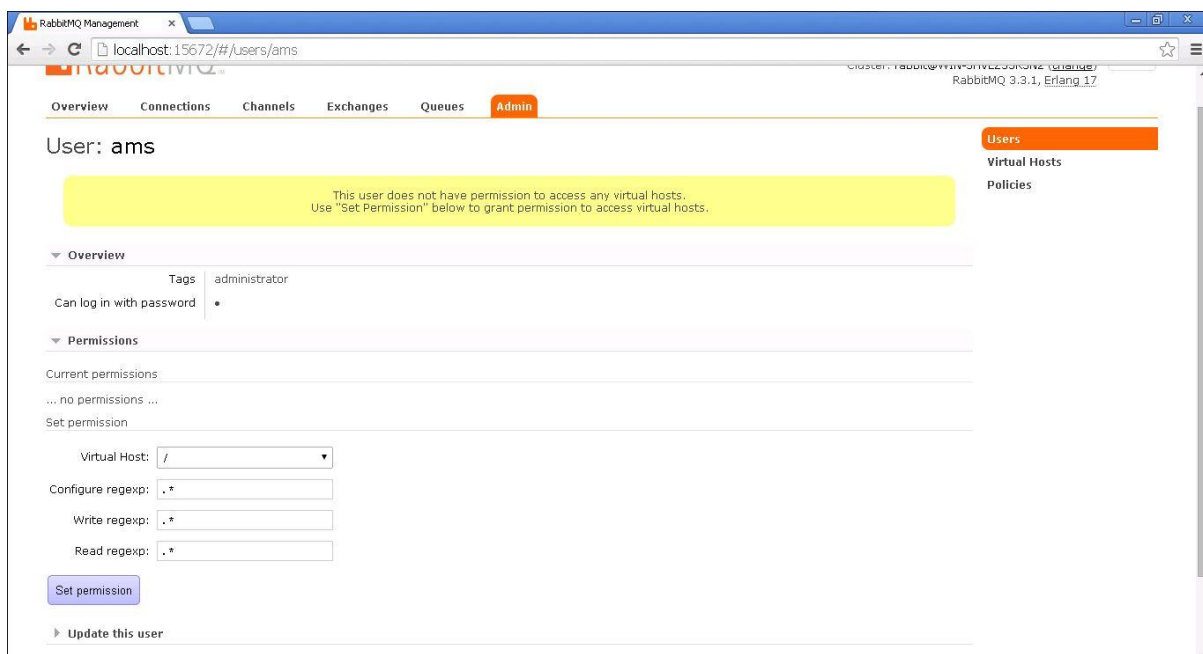 RabbitMQ Management
localhost:15672/#/users/ams
RabbitMQ
(change)
RabbitMQ 3.3.1, Erlang 17
Overview Connections Channels Exchanges Queues Admin
User: ams
Users
Virtual Hosts
Policies
This user does not have permission to access any virtual hosts.
Use "Set Permission" below to grant permission to access virtual hosts.
Overview
Tags administrator
Can log in with password •
Permissions
Current permissions
... no permissions ...
Set permission
Virtual Host: /
Configure regexp: .*
Write regexp: .*
Read regexp: .*
Set permission
Update this user